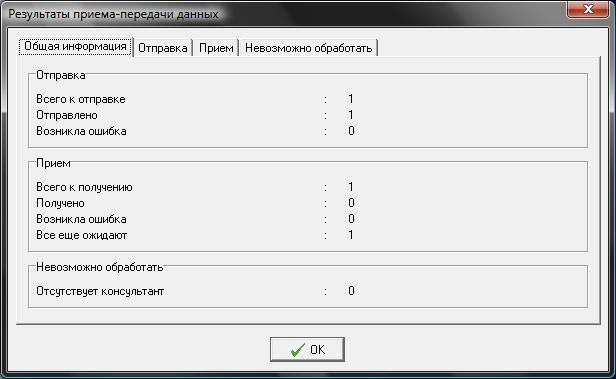 Результаты приема-передачи данных
Общая информация Отправка Прием Невозможно обработать
Отправка
Всего к отправке : 1
Отправлено : 1
Возникла ошибка : 0
Прием
Всего к получению : 1
Получено : 0
Возникла ошибка : 0
Все еще ожидают : 1
Невозможно обработать
Отсутствует консультант : 0
OK